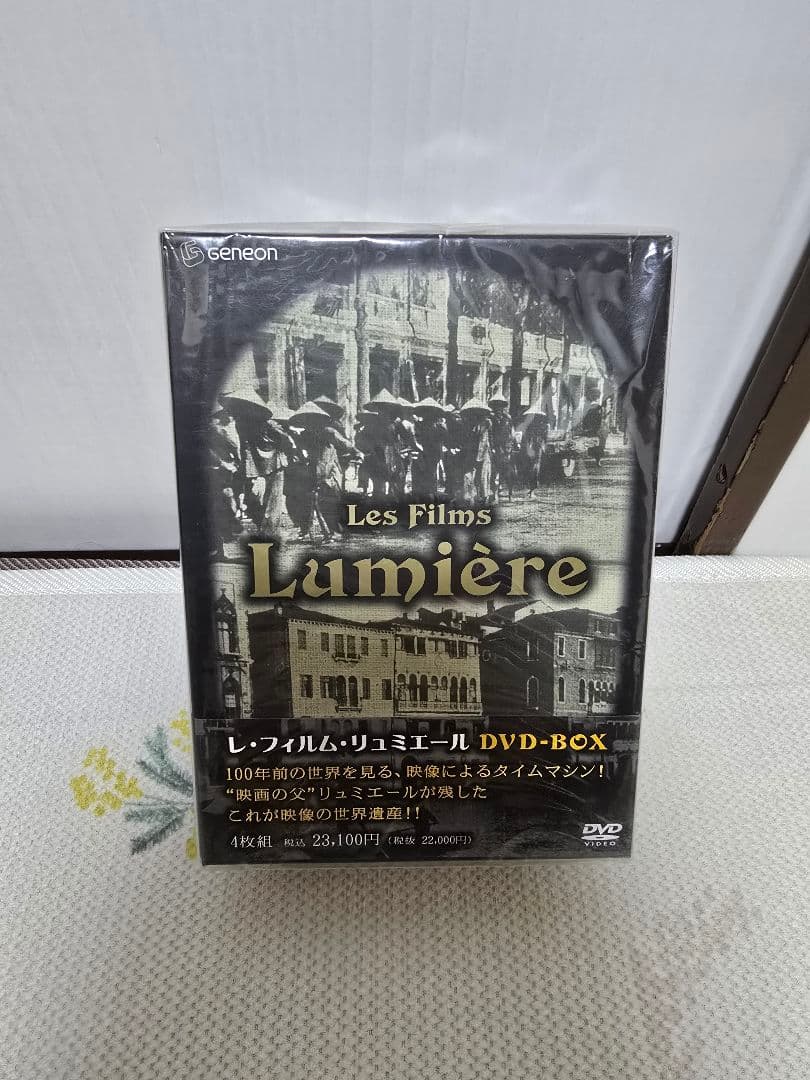 Geneon
Les Films
Lumière
レ・フィルム・リュミエール DVD-BOX
100年前の世界を見る、映像によるタイムマシン!
“映画の父”リュミエールが残した
これが映像の世界遺産!!
4枚組 税込 23,100円 (税抜 22,000円)
DVD
VIDEO